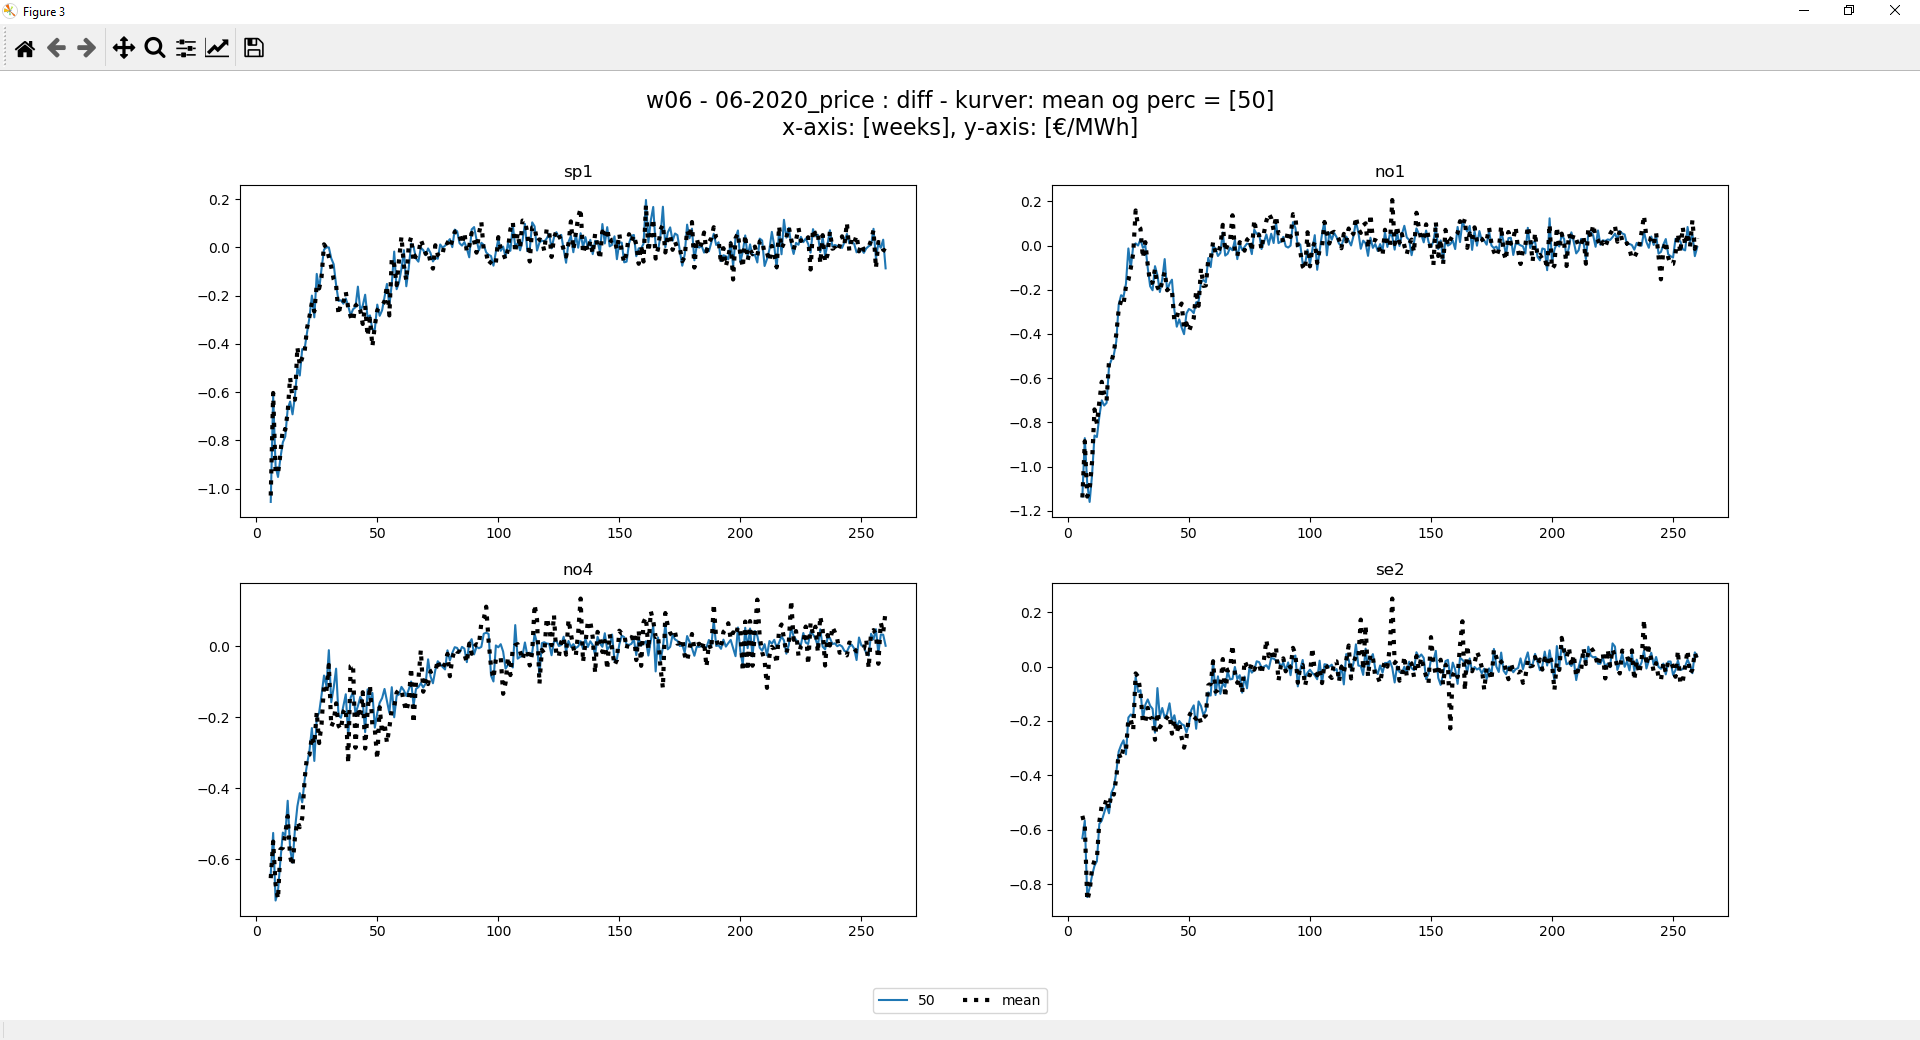 Figure 3
w06 - 06-2020_price : diff - kurver: mean og perc = [50]
x-axis: [weeks], y-axis: [€/MWh]
sp1
0.2
0.0
−0.2
−0.4
−0.6
−0.8
−1.0
0 50 100 150 200 250
no1
0.2
0.0
−0.2
−0.4
−0.6
−0.8
−1.0
−1.2
0 50 100 150 200 250
no4
0.0
−0.2
−0.4
−0.6
0 50 100 150 200 250
se2
0.2
0.0
−0.2
−0.4
−0.6
−0.8
0 50 100 150 200 250
50 mean